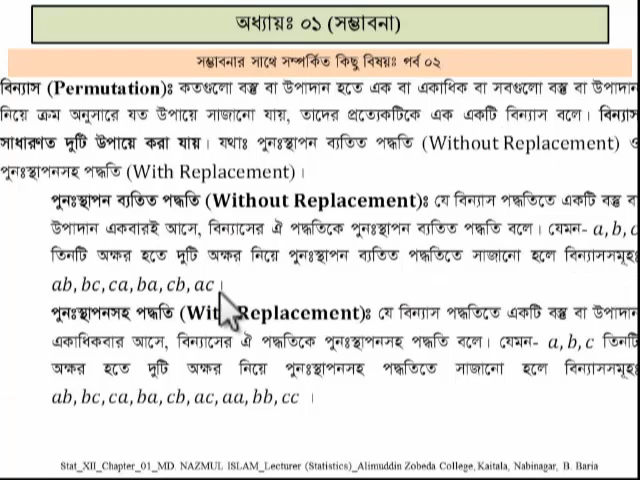 অধ্যায়ঃ ০১ (সম্ভাবনা)
সম্ভাবনার সাথে সম্পর্কিত কিছু বিষয়ঃ পর্ব ০২
বিন্যাস (Permutation)ঃ কতগুলো বস্তু বা উপাদান হতে এক বা একাধিক বা সবগুলো বস্তু বা উপাদান
নিয়ে ক্রম অনুসারে যত উপায়ে সাজানো যায়, তাদের প্রত্যেকটিকে এক একটি বিন্যাস বলে। বিন্যাস
সাধারণত দুটি উপায়ে করা যায়। যথাঃ পুনঃস্থাপন ব্যতিত পদ্ধতি (Without Replacement) ও
পুনঃস্থাপনসহ পদ্ধতি (With Replacement)।
পুনঃস্থাপন ব্যতিত পদ্ধতি (Without Replacement)ঃ যে বিন্যাস পদ্ধতিতে একটি বস্তু বা
উপাদান একবারই আসে, বিন্যাসের ঐ পদ্ধতিকে পুনঃস্থাপন ব্যতিত পদ্ধতি বলে। যেমন- a, b, c
তিনটি অক্ষর হতে দুটি অক্ষর নিয়ে পুনঃস্থাপন ব্যতিত পদ্ধতিতে সাজানো হলে বিন্যাসসমূহঃ
ab, bc, ca, ba, cb, ac ।
পুনঃস্থাপনসহ পদ্ধতি (With Replacement)ঃ যে বিন্যাস পদ্ধতিতে একটি বস্তু বা উপাদান
একাধিকবার আসে, বিন্যাসের ঐ পদ্ধতিকে পুনঃস্থাপনসহ পদ্ধতি বলে। যেমন- a, b, c তিনটি
অক্ষর হতে দুটি অক্ষর নিয়ে পুনঃস্থাপনসহ পদ্ধতিতে সাজানো হলে বিন্যাসসমূহঃ
ab, bc, ca, ba, cb, ac, aa, bb, cc ।
Stat_XII_Chapter_01_MD. NAZMUL ISLAM_Lecturer (Statistics)_Alimuddin Zobeda College, Kaitala, Nabinagar, B. Baria